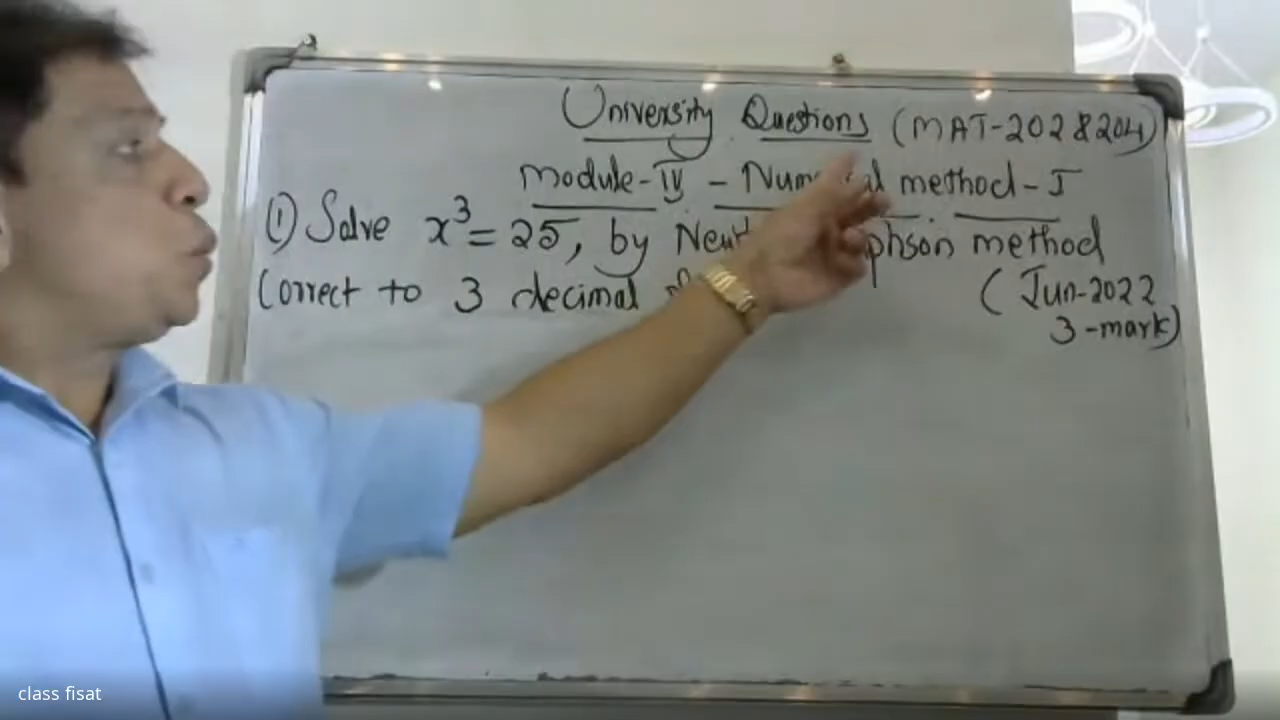 University Questions (MAT-202 & 204)
Module-IV - Num al method-I
① Solve x³ = 25, by Newt phson method
Correct to 3 decimal
(Jun-2022
3-mark)
class fisat